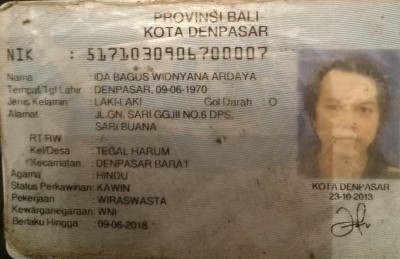 PROVINSI BALI
KOTA DENPASAR
NIK : 5171030906700007
Nama : IDA BAGUS WIDNYANA ARDAYA
Tempat/Tgl Lahir : DENPASAR, 09-06-1970
Jenis Kelamin : LAKI-LAKI Gol Darah : O
Alamat : JL.GN. SARI GG.III NO.6 DPS,
SARI BUANA
RT/RW : -/-
Kel/Desa : TEGAL HARUM
Kecamatan : DENPASAR BARAT
Agama : HINDU
Status Perkawinan: KAWIN
Pekerjaan : WIRASWASTA
Kewarganegaraan: WNI
Berlaku Hingga : 09-06-2018
KOTA DENPASAR
23-10-2013